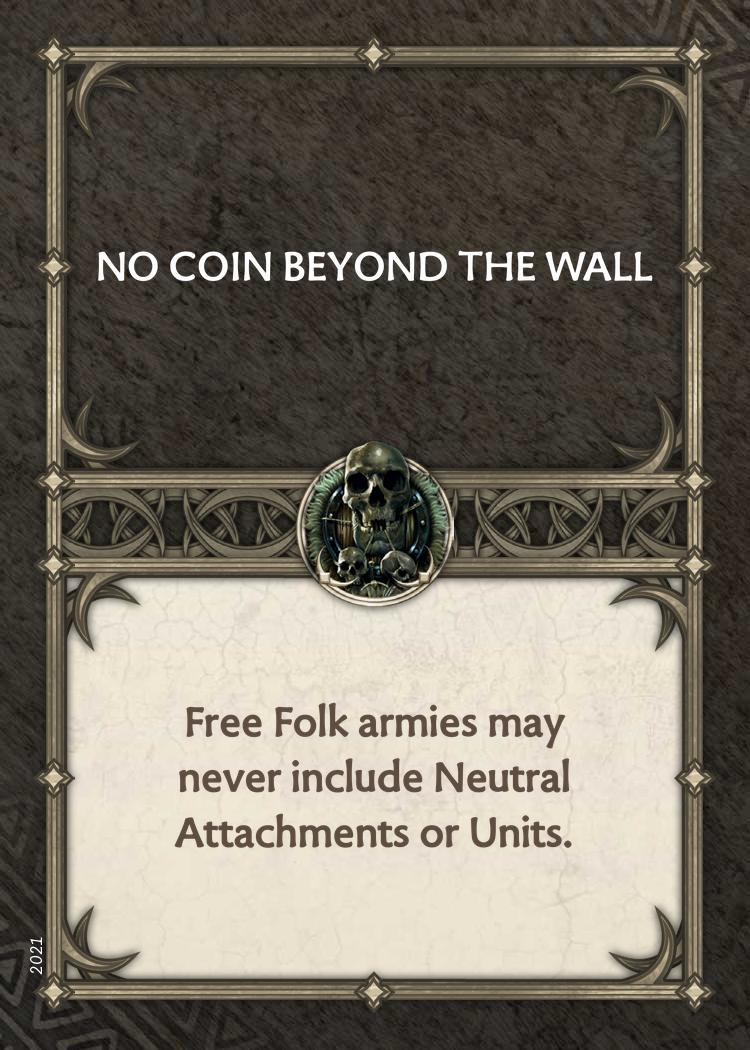 NO COIN BEYOND THE WALL
Free Folk armies may
never include Neutral
Attachments or Units.
2021